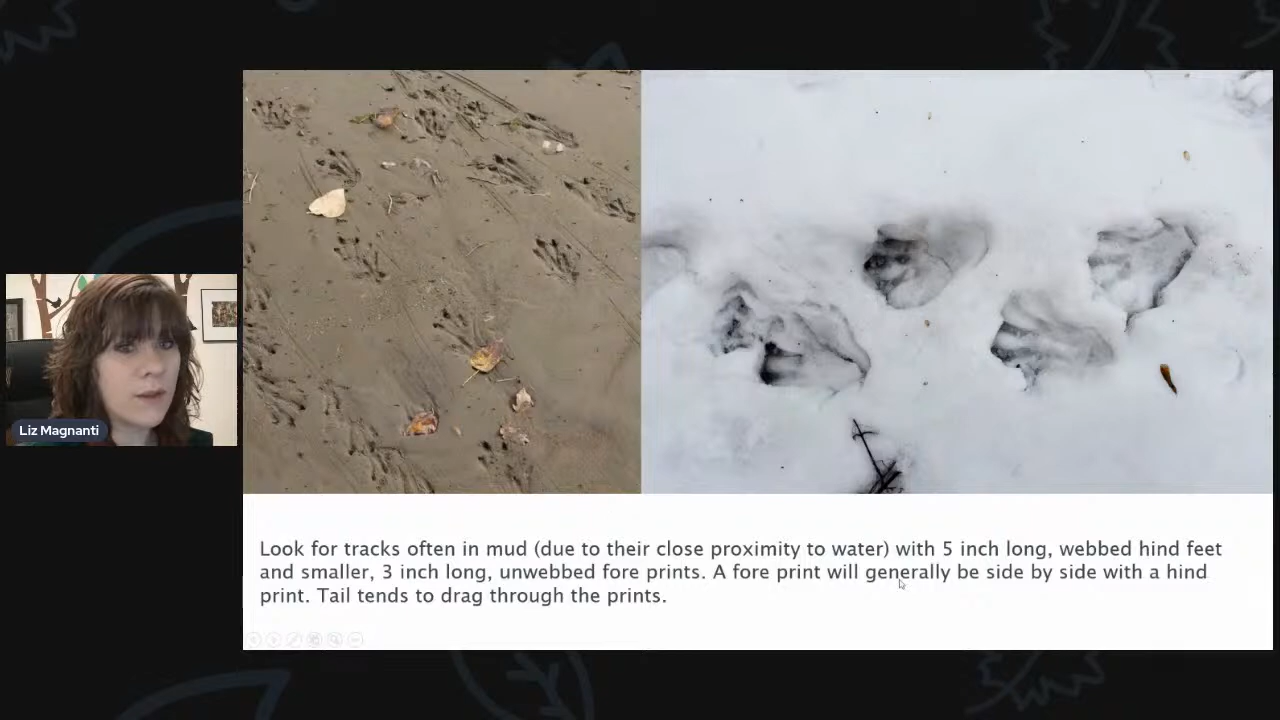 Liz Magnanti
Look for tracks often in mud (due to their close proximity to water) with 5 inch long, webbed hind feet
and smaller, 3 inch long, unwebbed fore prints. A fore print will generally be side by side with a hind
print. Tail tends to drag through the prints.